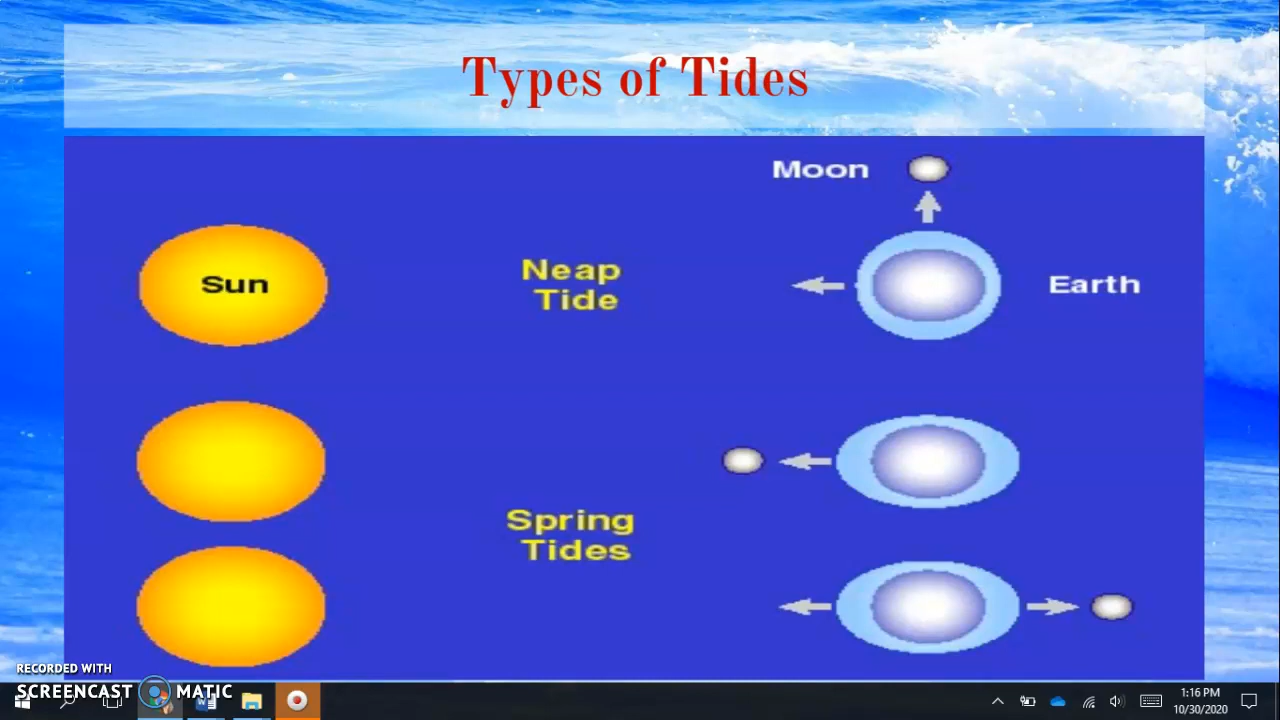 Types of Tides
Moon
Sun
Neap
Tide
Earth
Spring
Tides
RECORDED WITH
SCREENCAST MATIC
1:16 PM
10/30/2020